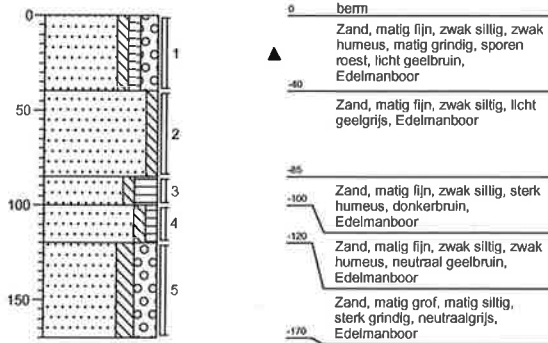 0
50
100
150
1
2
3
4
5
0 berm
Zand, matig fijn, zwak siltig, zwak
humeus, matig grindig, sporen
roest, licht geelbruin,
Edelmanboor
-40
Zand, matig fijn, zwak siltig, licht
geelgrijs, Edelmanboor
-85
Zand, matig fijn, zwak siltig, sterk
humeus, donkerbruin,
Edelmanboor
-100
Zand, matig fijn, zwak siltig, zwak
humeus, neutraal geelbruin,
Edelmanboor
-120
Zand, matig grof, matig siltig,
sterk grindig, neutraalgrijs,
Edelmanboor
-170